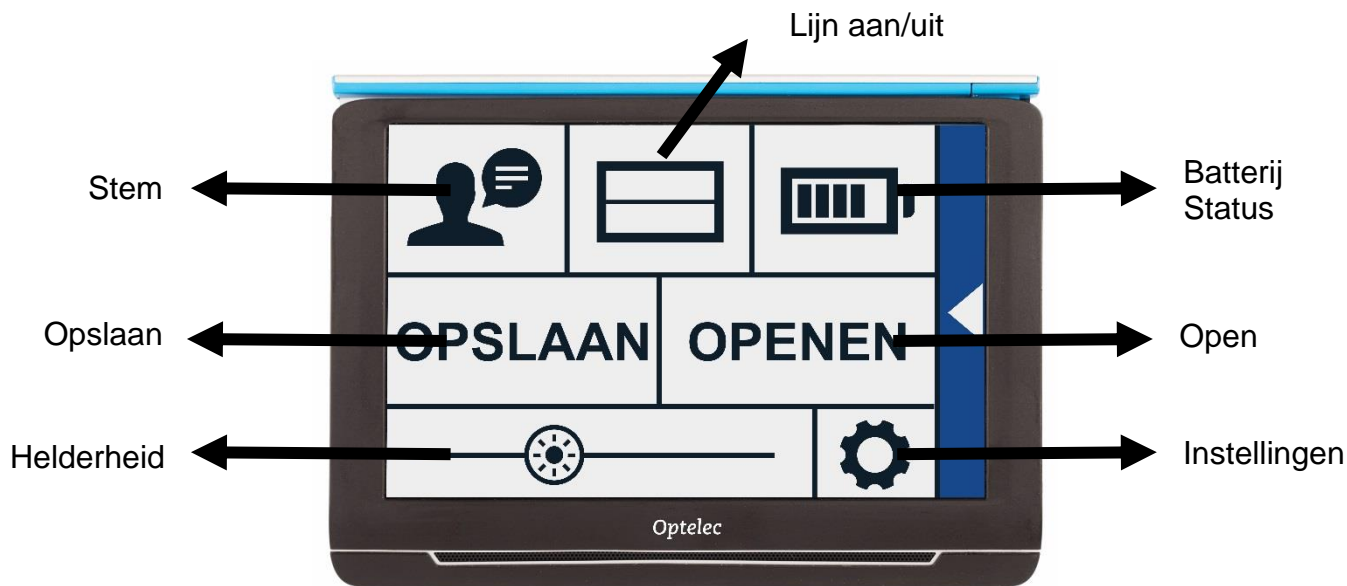 Lijn aan/uit
Stem
Batterij
Status
OPSLAAN
OPENEN
Opslaan
Open
Helderheid
Instellingen
Optelec